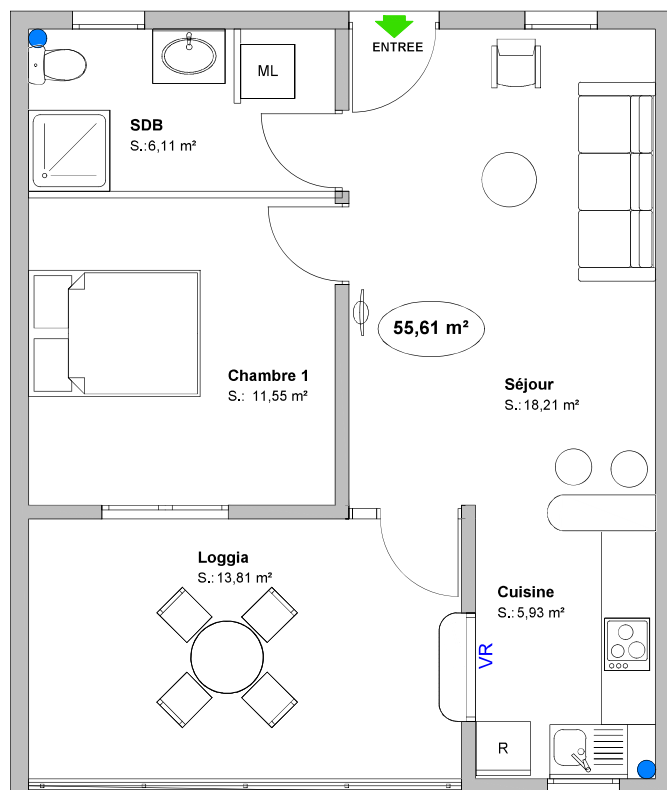 ENTREE
ML
SDB
S.:6,11 m²
55,61 m²
Chambre 1
S.: 11,55 m²
Séjour
S.:18,21 m²
Loggia
S.:13,81 m²
Cuisine
S.:5,93 m²
VR
R